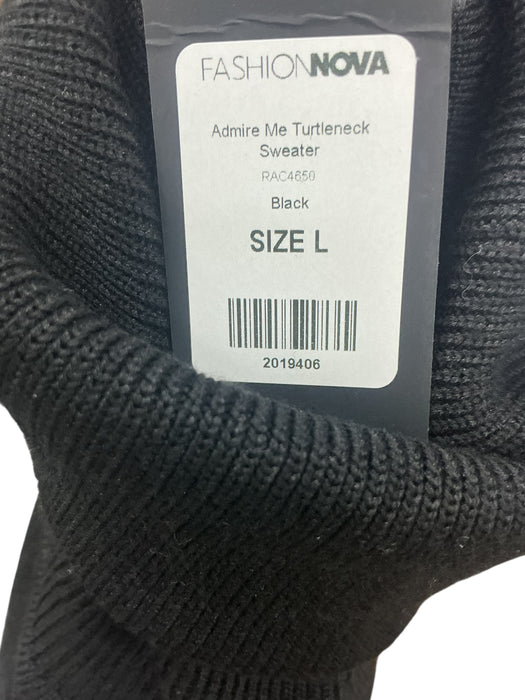 FASHIONNOVA
Admire Me Turtleneck
Sweater
RAC4650
Black
SIZE L
2019406